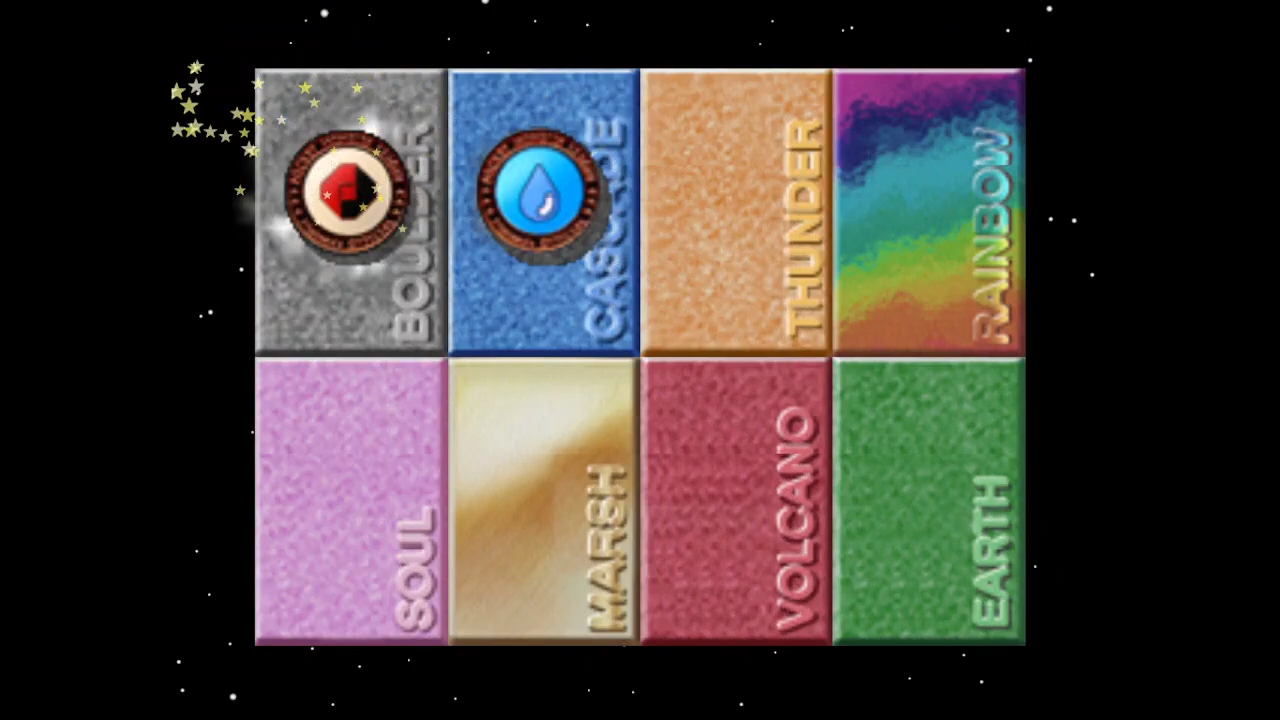 BOULDER
CASCADE
THUNDER
RAINBOW
SOUL
MARSH
VOLCANO
EARTH